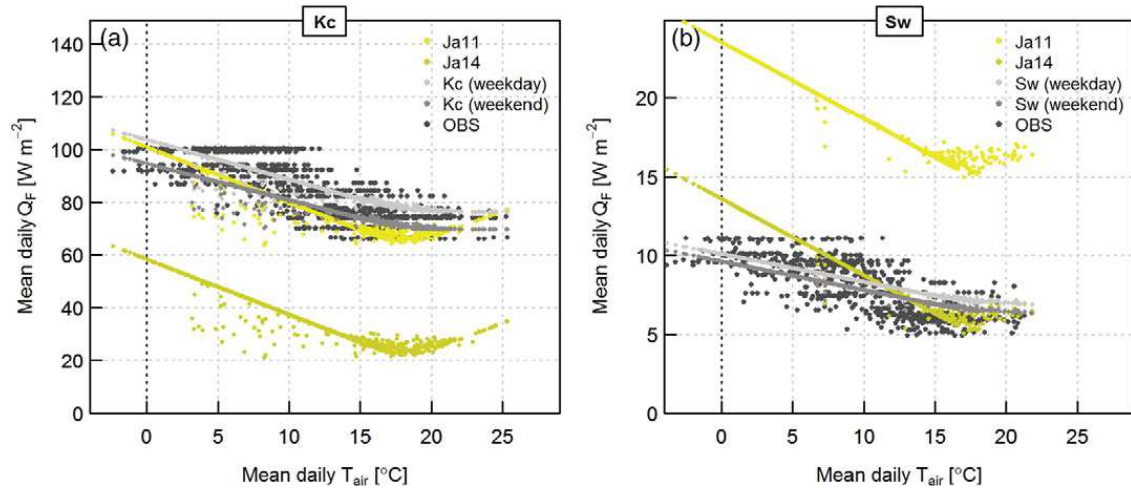 Kc
(a)
Ja11
Ja14
Kc (weekday)
Kc (weekend)
OBS
140
120
100
80
60
40
20
0
Mean daily Q_F [W m⁻²]
0 5 10 15 20 25
Mean daily T_air [°C]
Sw
(b)
Ja11
Ja14
Sw (weekday)
Sw (weekend)
OBS
20
15
10
5
0
Mean daily Q_F [W m⁻²]
0 5 10 15 20 25
Mean daily T_air [°C]